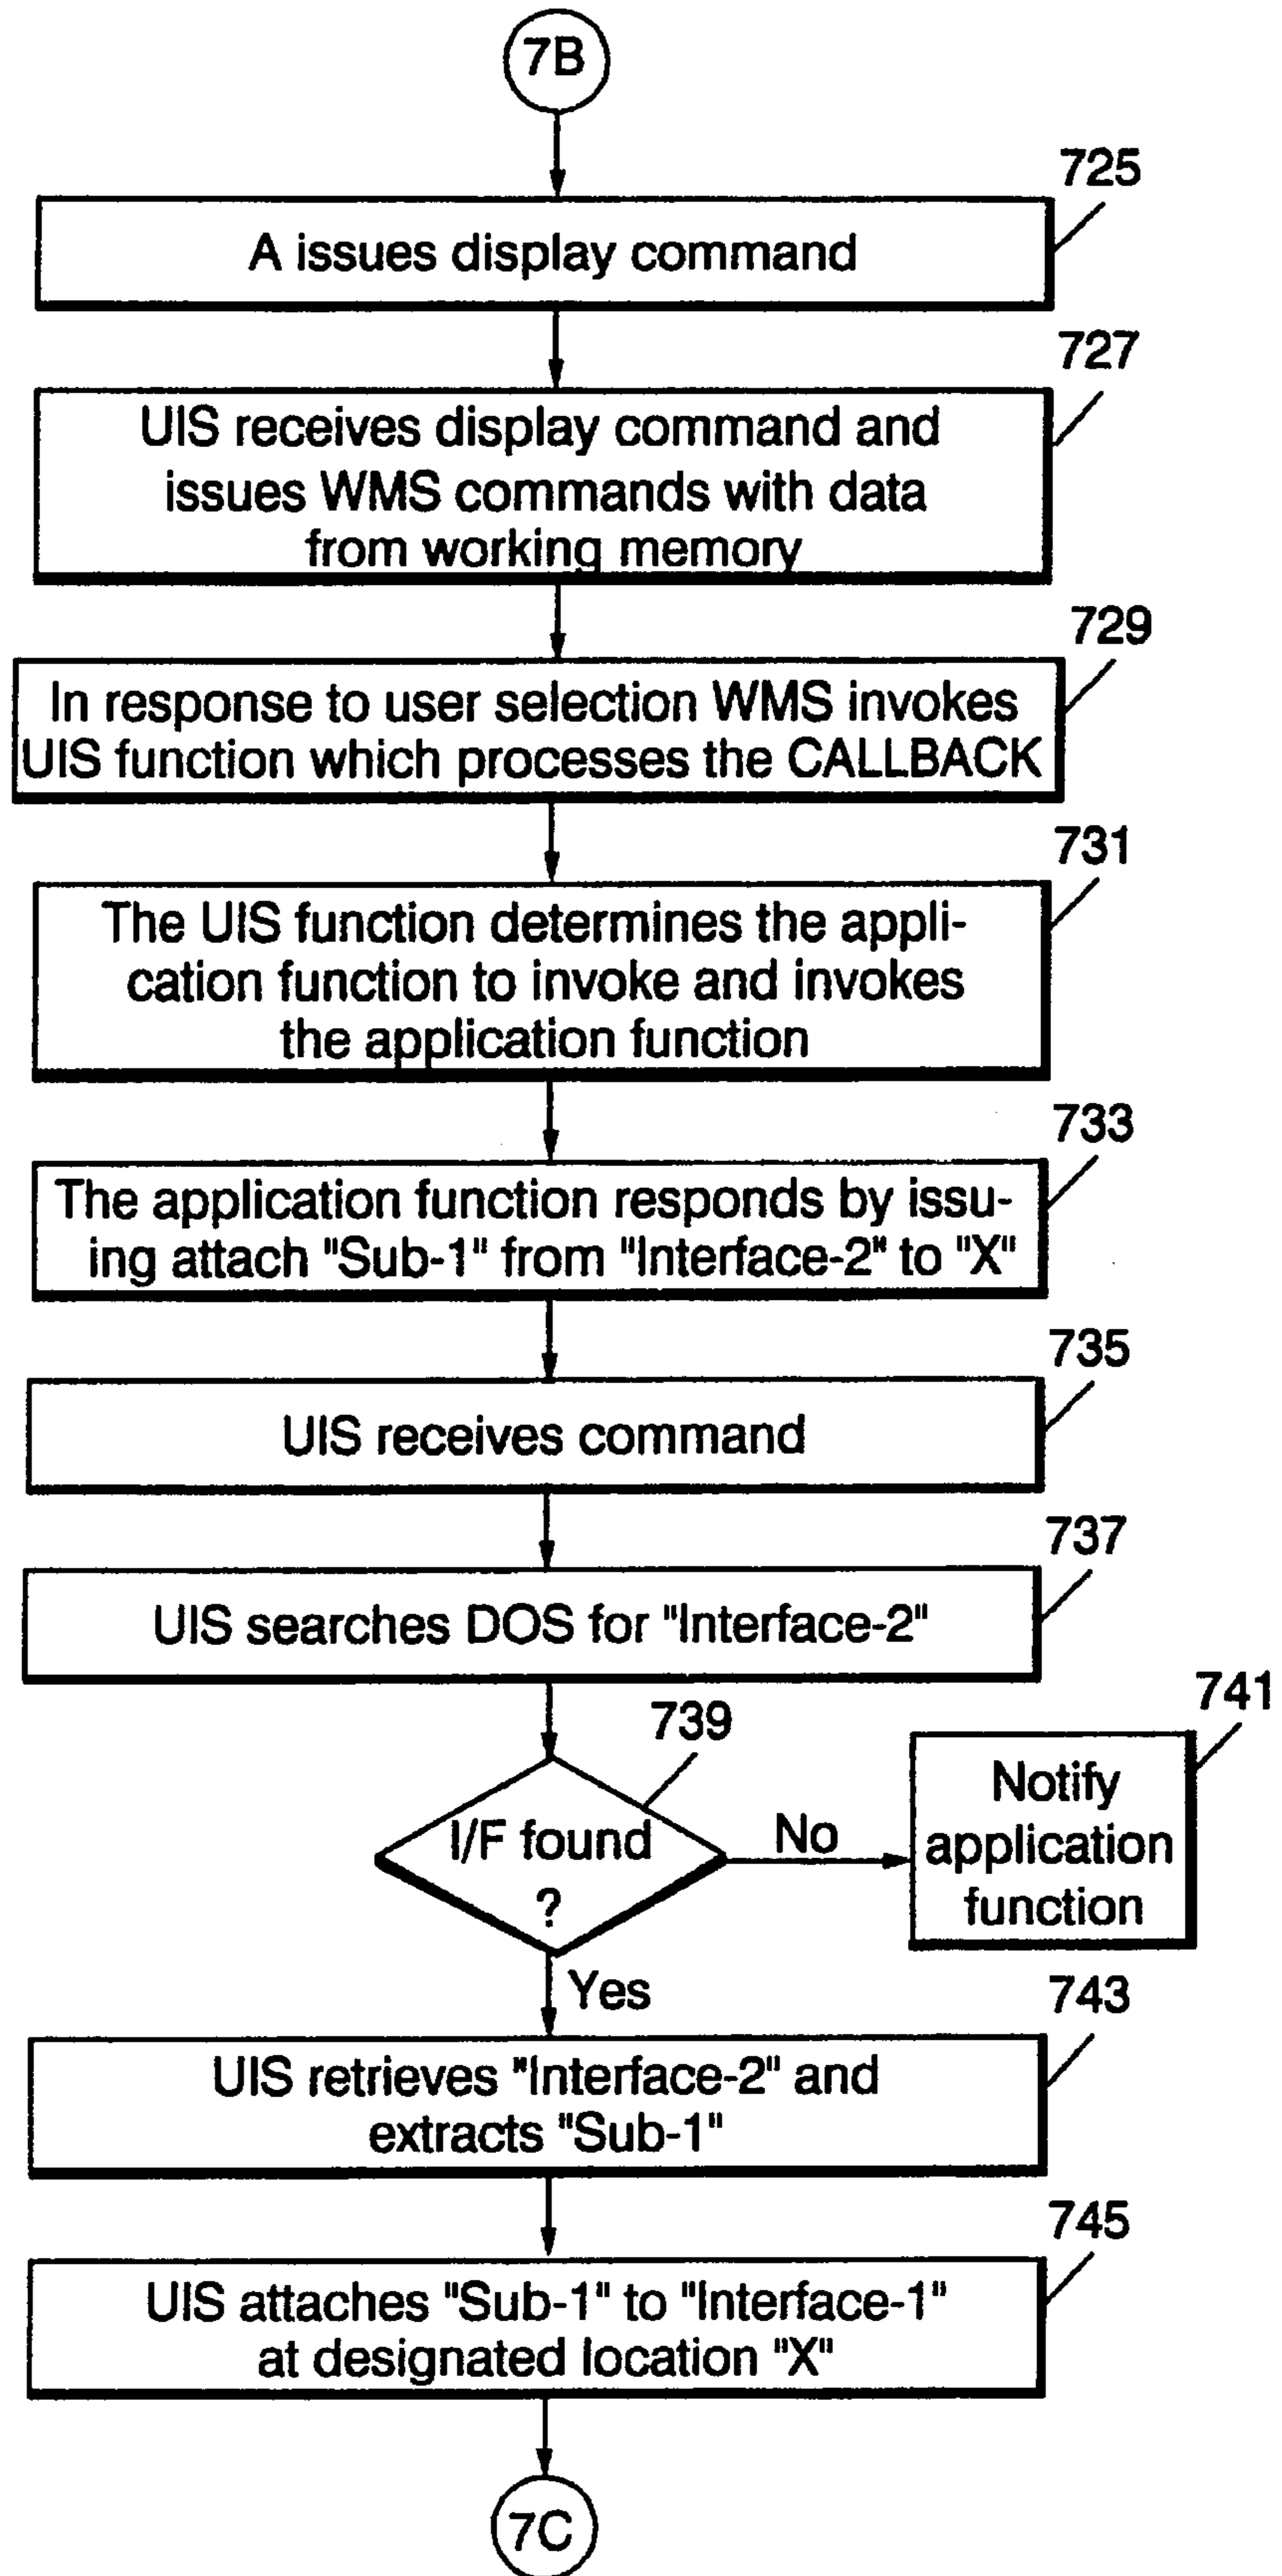 7B
725
A issues display command
727
UIS receives display command and
issues WMS commands with data
from working memory
729
In response to user selection WMS invokes
UIS function which processes the CALLBACK
731
The UIS function determines the appli-
cation function to invoke and invokes
the application function
733
The application function responds by issu-
ing attach "Sub-1" from "Interface-2" to "X"
735
UIS receives command
737
UIS searches DOS for "Interface-2"
739
I/F found
?
No
741
Notify
application
function
Yes
743
UIS retrieves "Interface-2" and
extracts "Sub-1"
745
UIS attaches "Sub-1" to "Interface-1"
at designated location "X"
7C